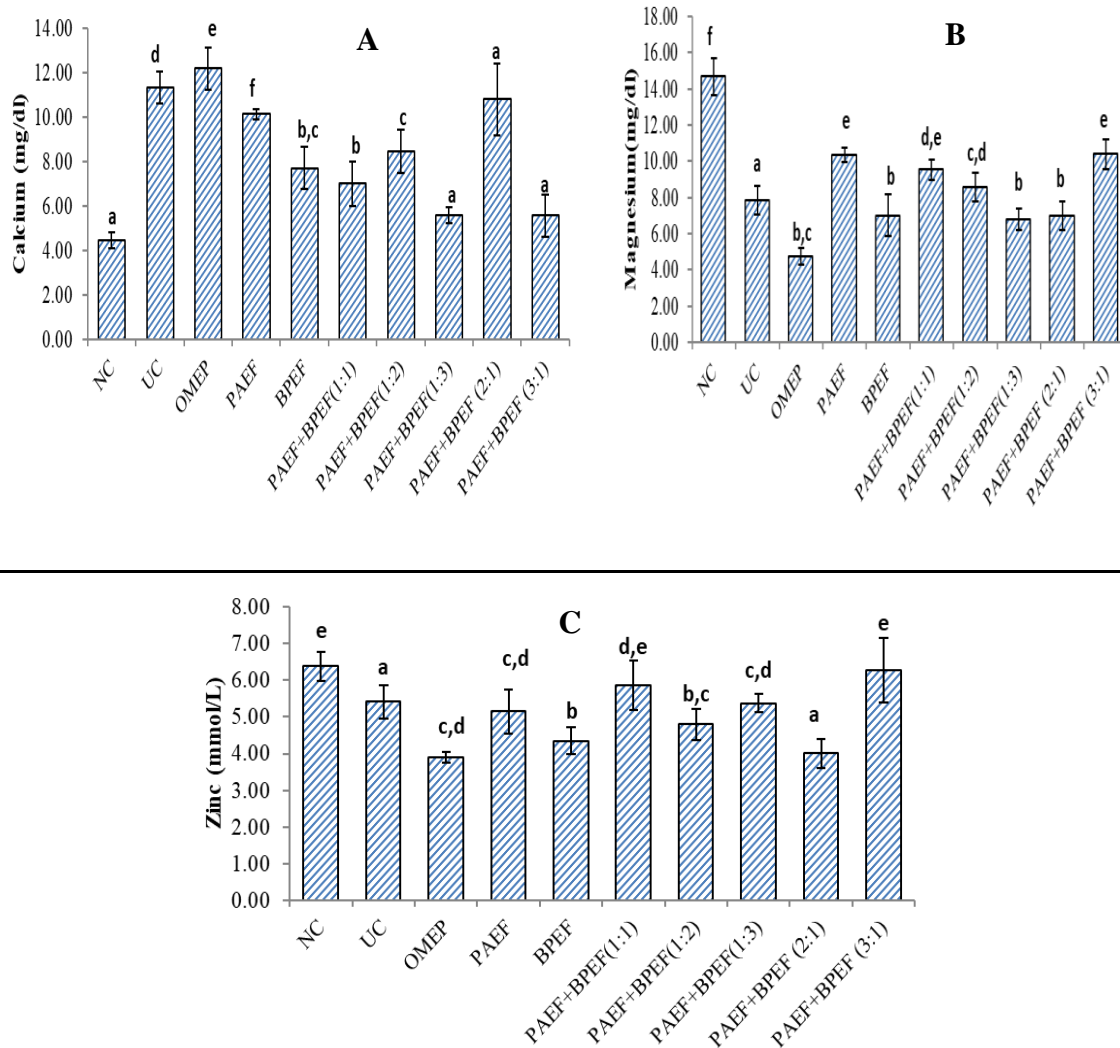 A
Calcium (mg/dl)
14.00
12.00
10.00
8.00
6.00
4.00
2.00
0.00
a
d
e
f
b,c
b
c
a
a
a
NC
UC
OMEP
PAEF
BPEF
PAEF+BPEF(1:1)
PAEF+BPEF(1:2)
PAEF+BPEF(1:3)
PAEF+BPEF (2:1)
PAEF+BPEF (3:1)
B
Magnesium(mg/dl)
18.00
16.00
14.00
12.00
10.00
8.00
6.00
4.00
2.00
0.00
f
a
b,c
e
b
d,e
c,d
b
b
e
NC
UC
OMEP
PAEF
BPEF
PAEF+BPEF(1:1)
PAEF+BPEF(1:2)
PAEF+BPEF(1:3)
PAEF+BPEF (2:1)
PAEF+BPEF (3:1)
C
Zinc (mmol/L)
8.00
7.00
6.00
5.00
4.00
3.00
2.00
1.00
0.00
e
a
c,d
c,d
b
d,e
b,c
c,d
a
e
NC
UC
OMEP
PAEF
BPEF
PAEF+BPEF(1:1)
PAEF+BPEF(1:2)
PAEF+BPEF(1:3)
PAEF+BPEF (2:1)
PAEF+BPEF (3:1)